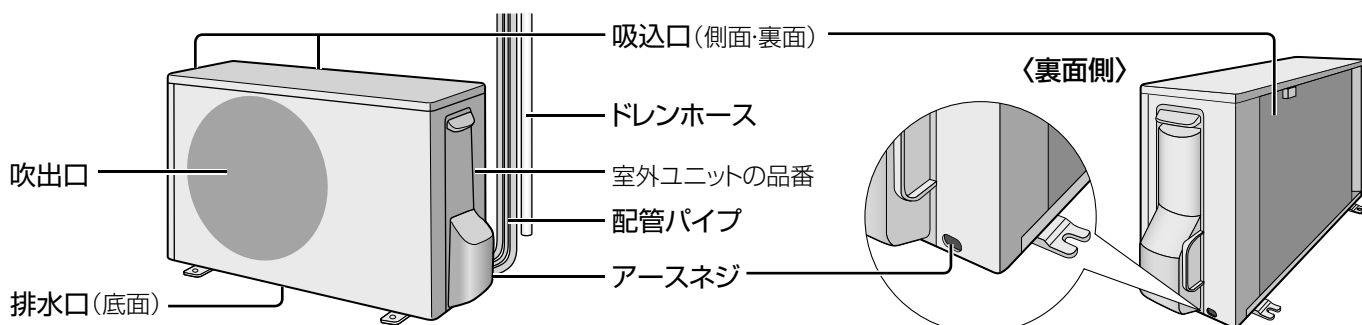 吸込口(側面・裏面)
〈裏面側〉
ドレンホース
吹出口
室外ユニットの品番
配管パイプ
アースネジ
排水口(底面)